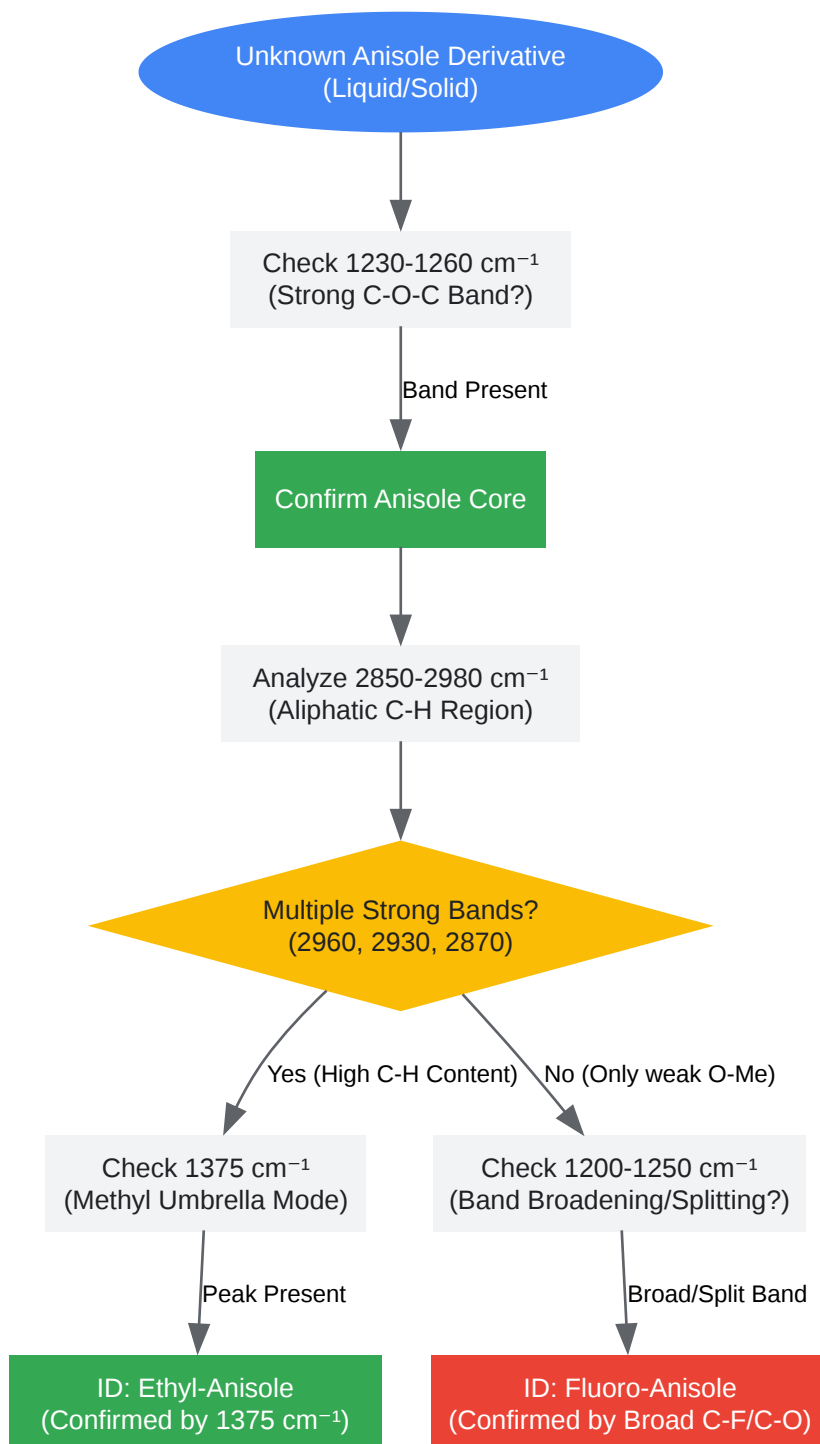 Unknown Anisole Derivative
(Liquid/Solid)
Check 1230-1260 cm⁻¹
(Strong C-O-C Band?)
Band Present
Confirm Anisole Core
Analyze 2850-2980 cm⁻¹
(Aliphatic C-H Region)
Multiple Strong Bands?
(2960, 2930, 2870)
Yes (High C-H Content)
No (Only weak O-Me)
Check 1375 cm⁻¹
(Methyl Umbrella Mode)
Check 1200-1250 cm⁻¹
(Band Broadening/Splitting?)
Peak Present
Broad/Split Band
ID: Ethyl-Anisole
(Confirmed by 1375 cm⁻¹)
ID: Fluoro-Anisole
(Confirmed by Broad C-F/C-O)